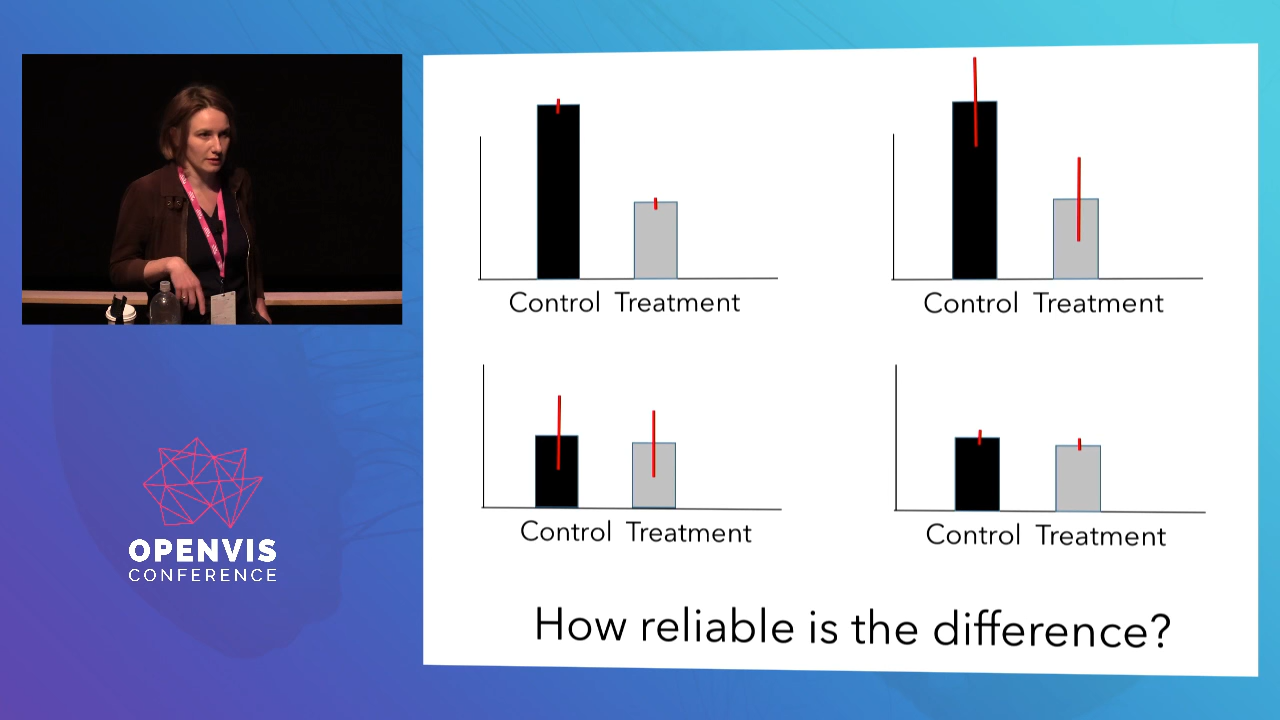 Control Treatment
Control Treatment
Control Treatment
Control Treatment
How reliable is the difference?
OPENVIS
CONFERENCE